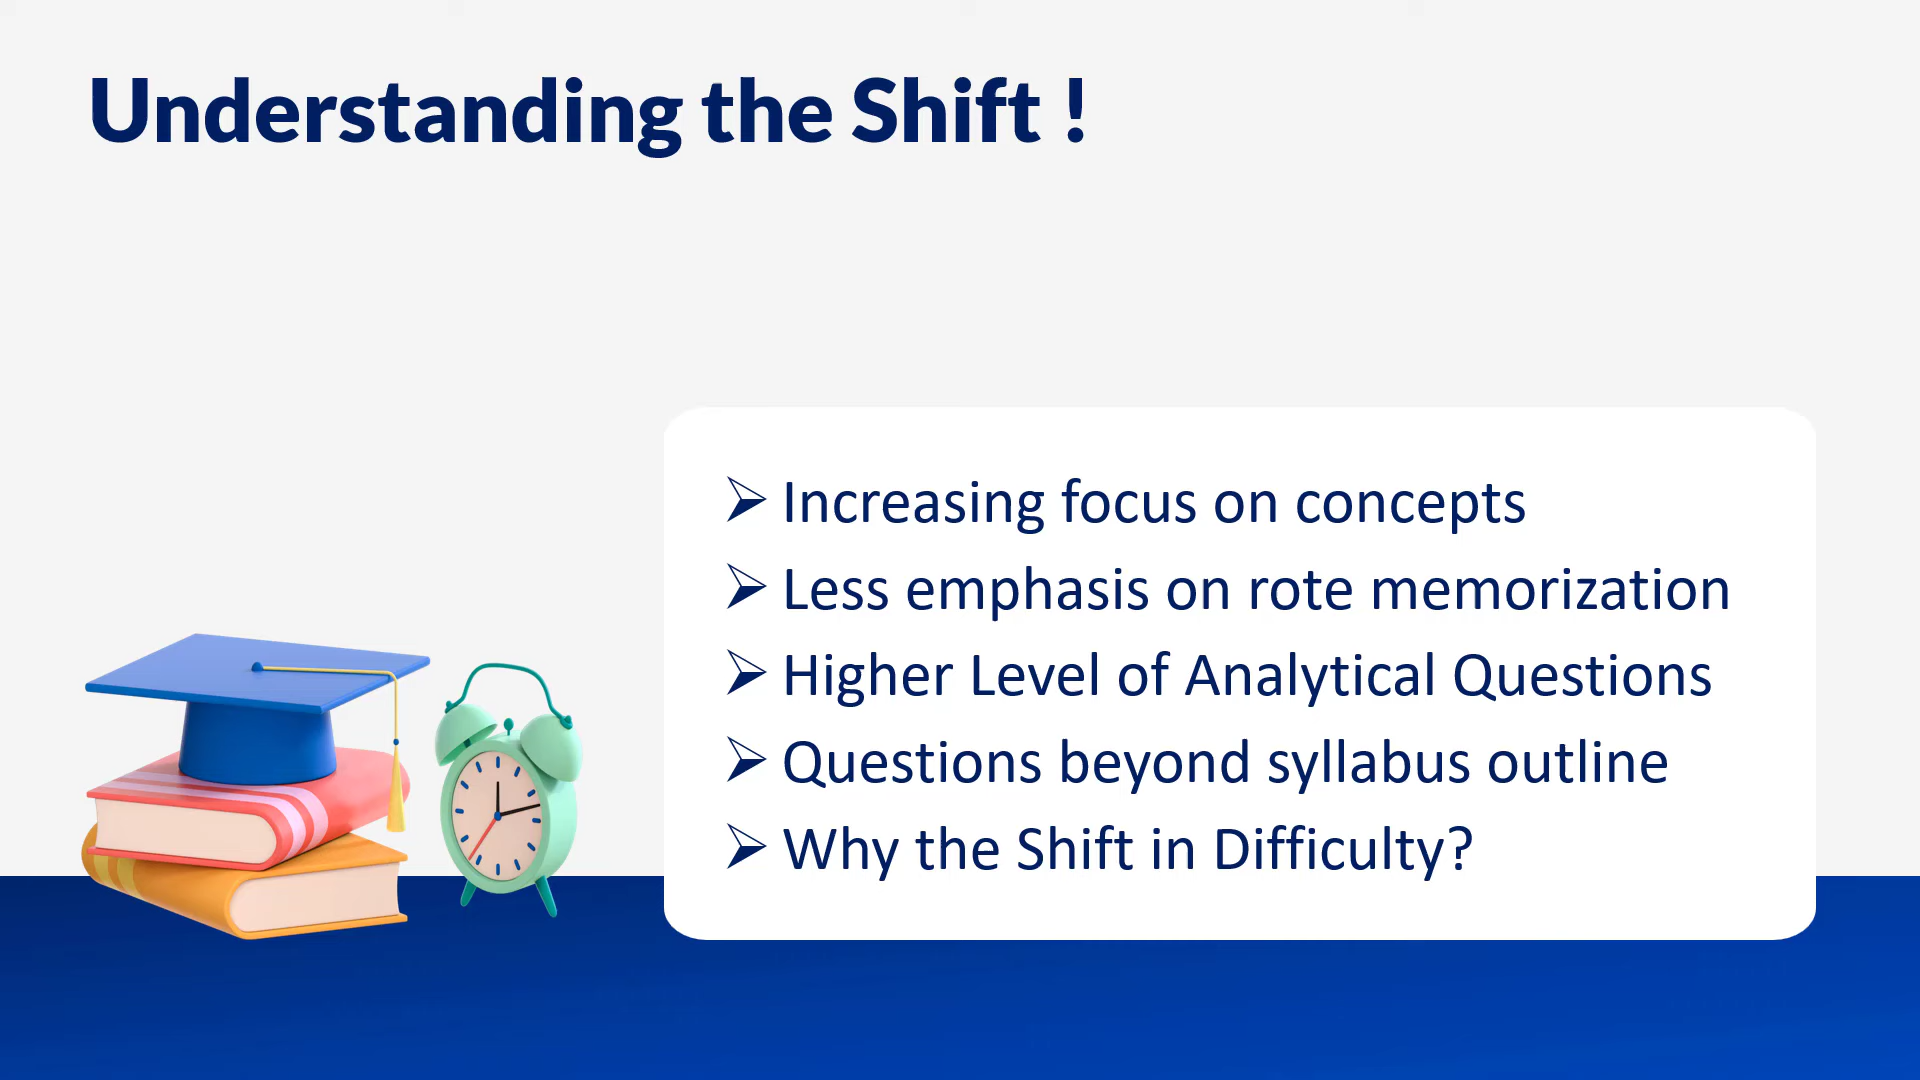 Understanding the Shift !
➢ Increasing focus on concepts
➢ Less emphasis on rote memorization
➢ Higher Level of Analytical Questions
➢ Questions beyond syllabus outline
➢ Why the Shift in Difficulty?